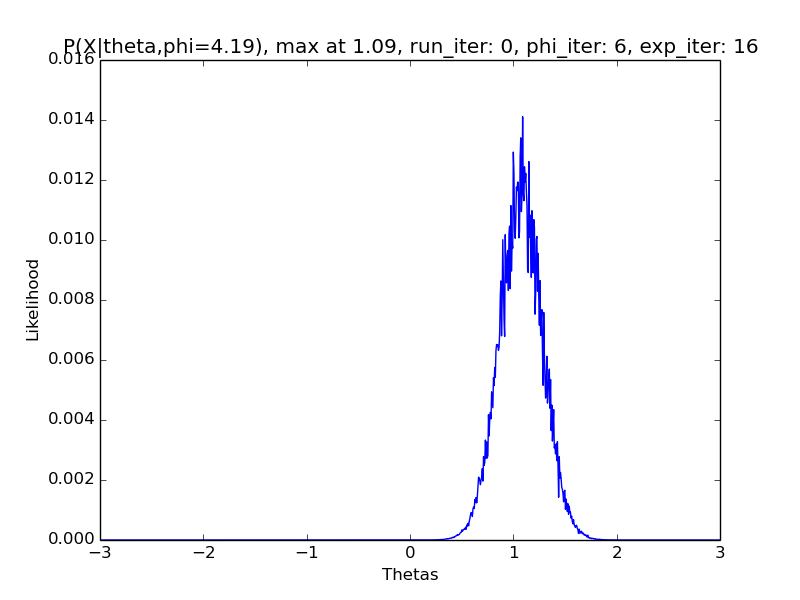 P(X|theta,phi=4.19), max at 1.09, run_iter: 0, phi_iter: 6, exp_iter: 16
0.016
0.014
0.012
0.010
0.008
0.006
0.004
0.002
0.000
Likelihood
−3 −2 −1 0 1 2 3
Thetas